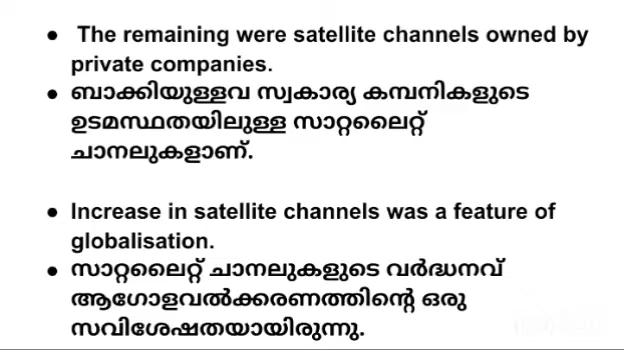 • The remaining were satellite channels owned by
private companies.
• ബാക്കിയുള്ളവ സ്വകാര്യ കമ്പനികളുടെ
ഉടമസ്ഥതയിലുള്ള സാറ്റലൈറ്റ്
ചാനലുകളാണ്.
• Increase in satellite channels was a feature of
globalisation.
• സാറ്റലൈറ്റ് ചാനലുകളുടെ വർദ്ധനവ്
ആഗോളവൽക്കരണത്തിന്റെ ഒരു
സവിശേഷതയായിരുന്നു.